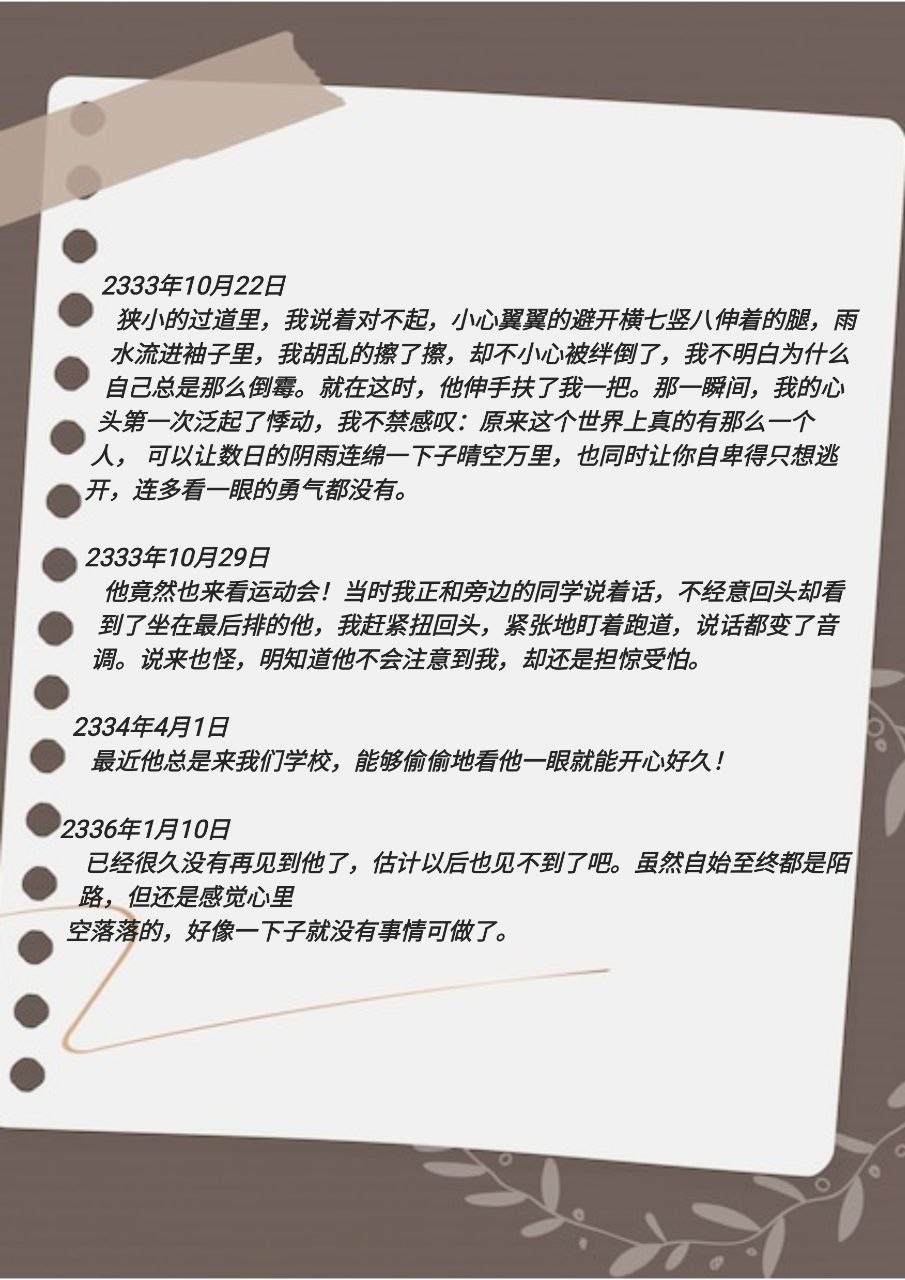 2333年10月22日
狭小的过道里，我说着对不起，小心翼翼的避开横七竖八伸着的腿，雨
水流进袖子里，我胡乱的擦了擦，却不小心被绊倒了，我不明白为什么
自己总是那么倒霉。就在这时，他伸手扶了我一把。那一瞬间，我的心
头第一次泛起了悸动，我不禁感叹：原来这个世界上真的有那么一个
人， 可以让数日的阴雨连绵一下子晴空万里，也同时让你自卑得只想逃
开，连多看一眼的勇气都没有。
2333年10月29日
他竟然也来看运动会！当时我正和旁边的同学说着话，不经意回头却看
到了坐在最后排的他，我赶紧扭回头，紧张地盯着跑道，说话都变了音
调。说来也怪，明知道他不会注意到我，却还是担惊受怕。
2334年4月1日
最近他总是来我们学校，能够偷偷地看他一眼就能开心好久！
2336年1月10日
已经很久没有再见到他了，估计以后也见不到了吧。虽然自始至终都是陌
路，但还是感觉心里
空落落的，好像一下子就没有事情可做了。